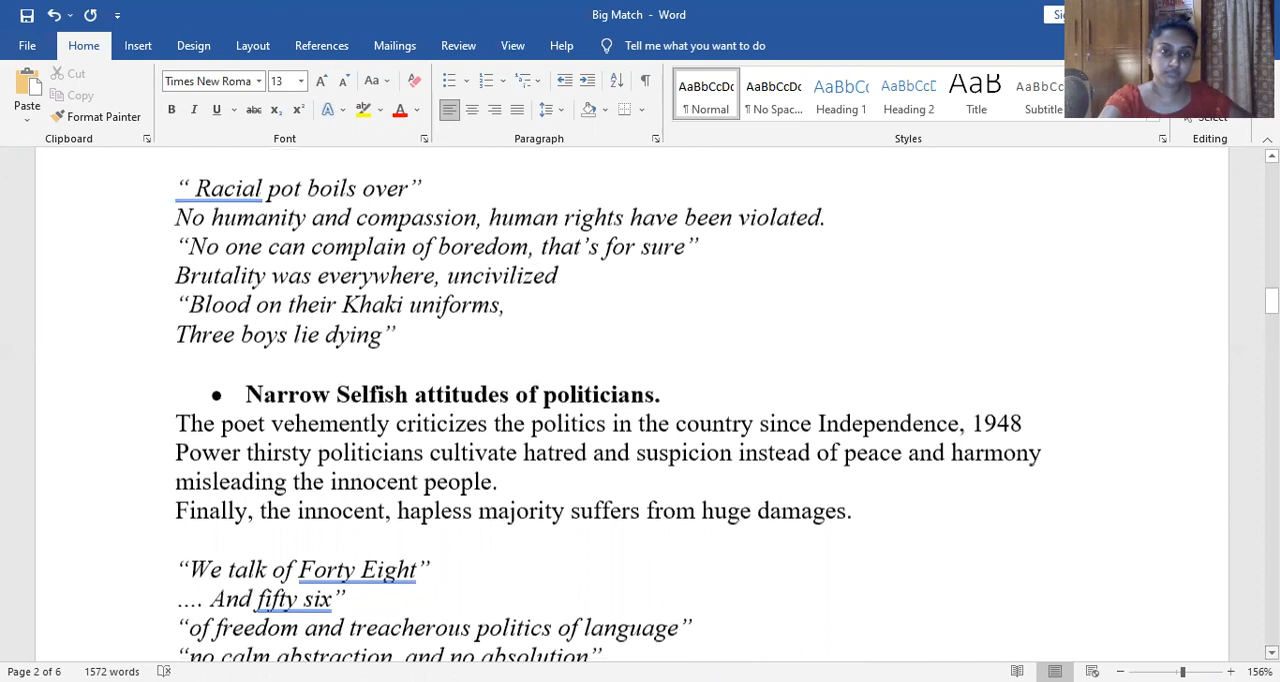 Big Match - Word
Si
File Home Insert Design Layout References Mailings Review View Help Tell me what you want to do
Paste
Cut
Copy
Format Painter
Times New Roma 13
AaBbCcDc AaBbCcDc AaBbC( AaBbCcD AaB AaBbC
¶ Normal ¶ No Spac... Heading 1 Heading 2 Title Subtitle
Select
Clipboard Font Paragraph Styles Editing
“ Racial pot boils over”
No humanity and compassion, human rights have been violated.
“No one can complain of boredom, that’s for sure”
Brutality was everywhere, uncivilized
“Blood on their Khaki uniforms,
Three boys lie dying”
• Narrow Selfish attitudes of politicians.
The poet vehemently criticizes the politics in the country since Independence, 1948
Power thirsty politicians cultivate hatred and suspicion instead of peace and harmony
misleading the innocent people.
Finally, the innocent, hapless majority suffers from huge damages.
“We talk of Forty Eight”
.... And fifty six”
“of freedom and treacherous politics of language”
“no calm abstraction, and no absolution”
Page 2 of 6 1572 words 156%